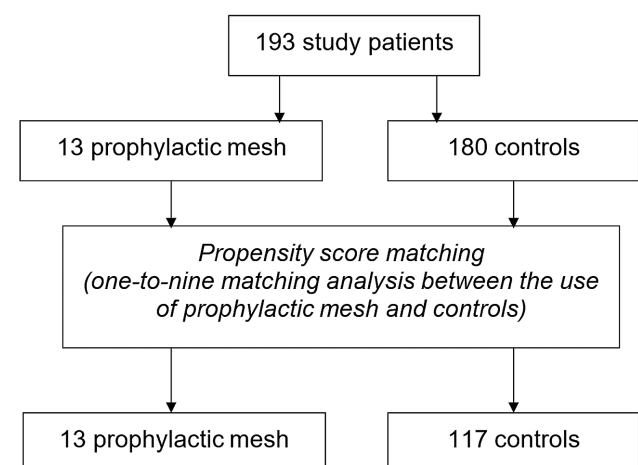 193 study patients
13 prophylactic mesh
180 controls
Propensity score matching
(one-to-nine matching analysis between the use
of prophylactic mesh and controls)
13 prophylactic mesh
117 controls